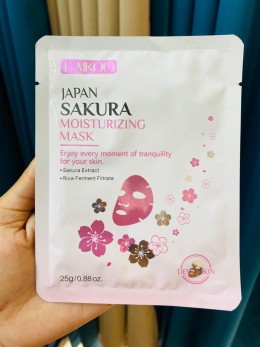 LAIKOU
JAPAN
SAKURA
MOISTURIZING
MASK
Enjoy every moment of tranquility
for your skin.
• Sakura Extract
• Rice Ferment Filtrate
25g/0.88oz.